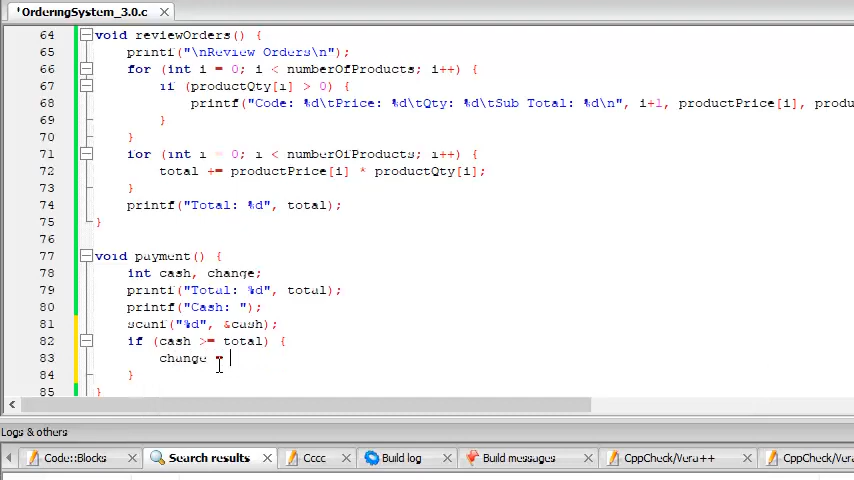 *OrderingSystem_3.0.c
64 void reviewOrders() {
65 printf("\nReview Orders\n");
66 for (int i = 0; i < numberOfProducts; i++) {
67 if (productQty[i] > 0) {
68 printf("Code: %d\tPrice: %d\tQty: %d\tSub Total: %d\n", i+1, productPrice[i], produ
69 }
70 }
71 for (int i = 0; i < numberOfProducts; i++) {
72 total += productPrice[i] * productQty[i];
73 }
74 printf("Total: %d", total);
75 }
76
77 void payment() {
78 int cash, change;
79 printf("Total: %d", total);
80 printf("Cash: ");
81 scanf("%d", &cash);
82 if (cash >= total) {
83 change =
84 }
85 }
Logs & others
Code::Blocks Search results Cccc Build log Build messages CppCheck/Vera++ CppCheck/Vera